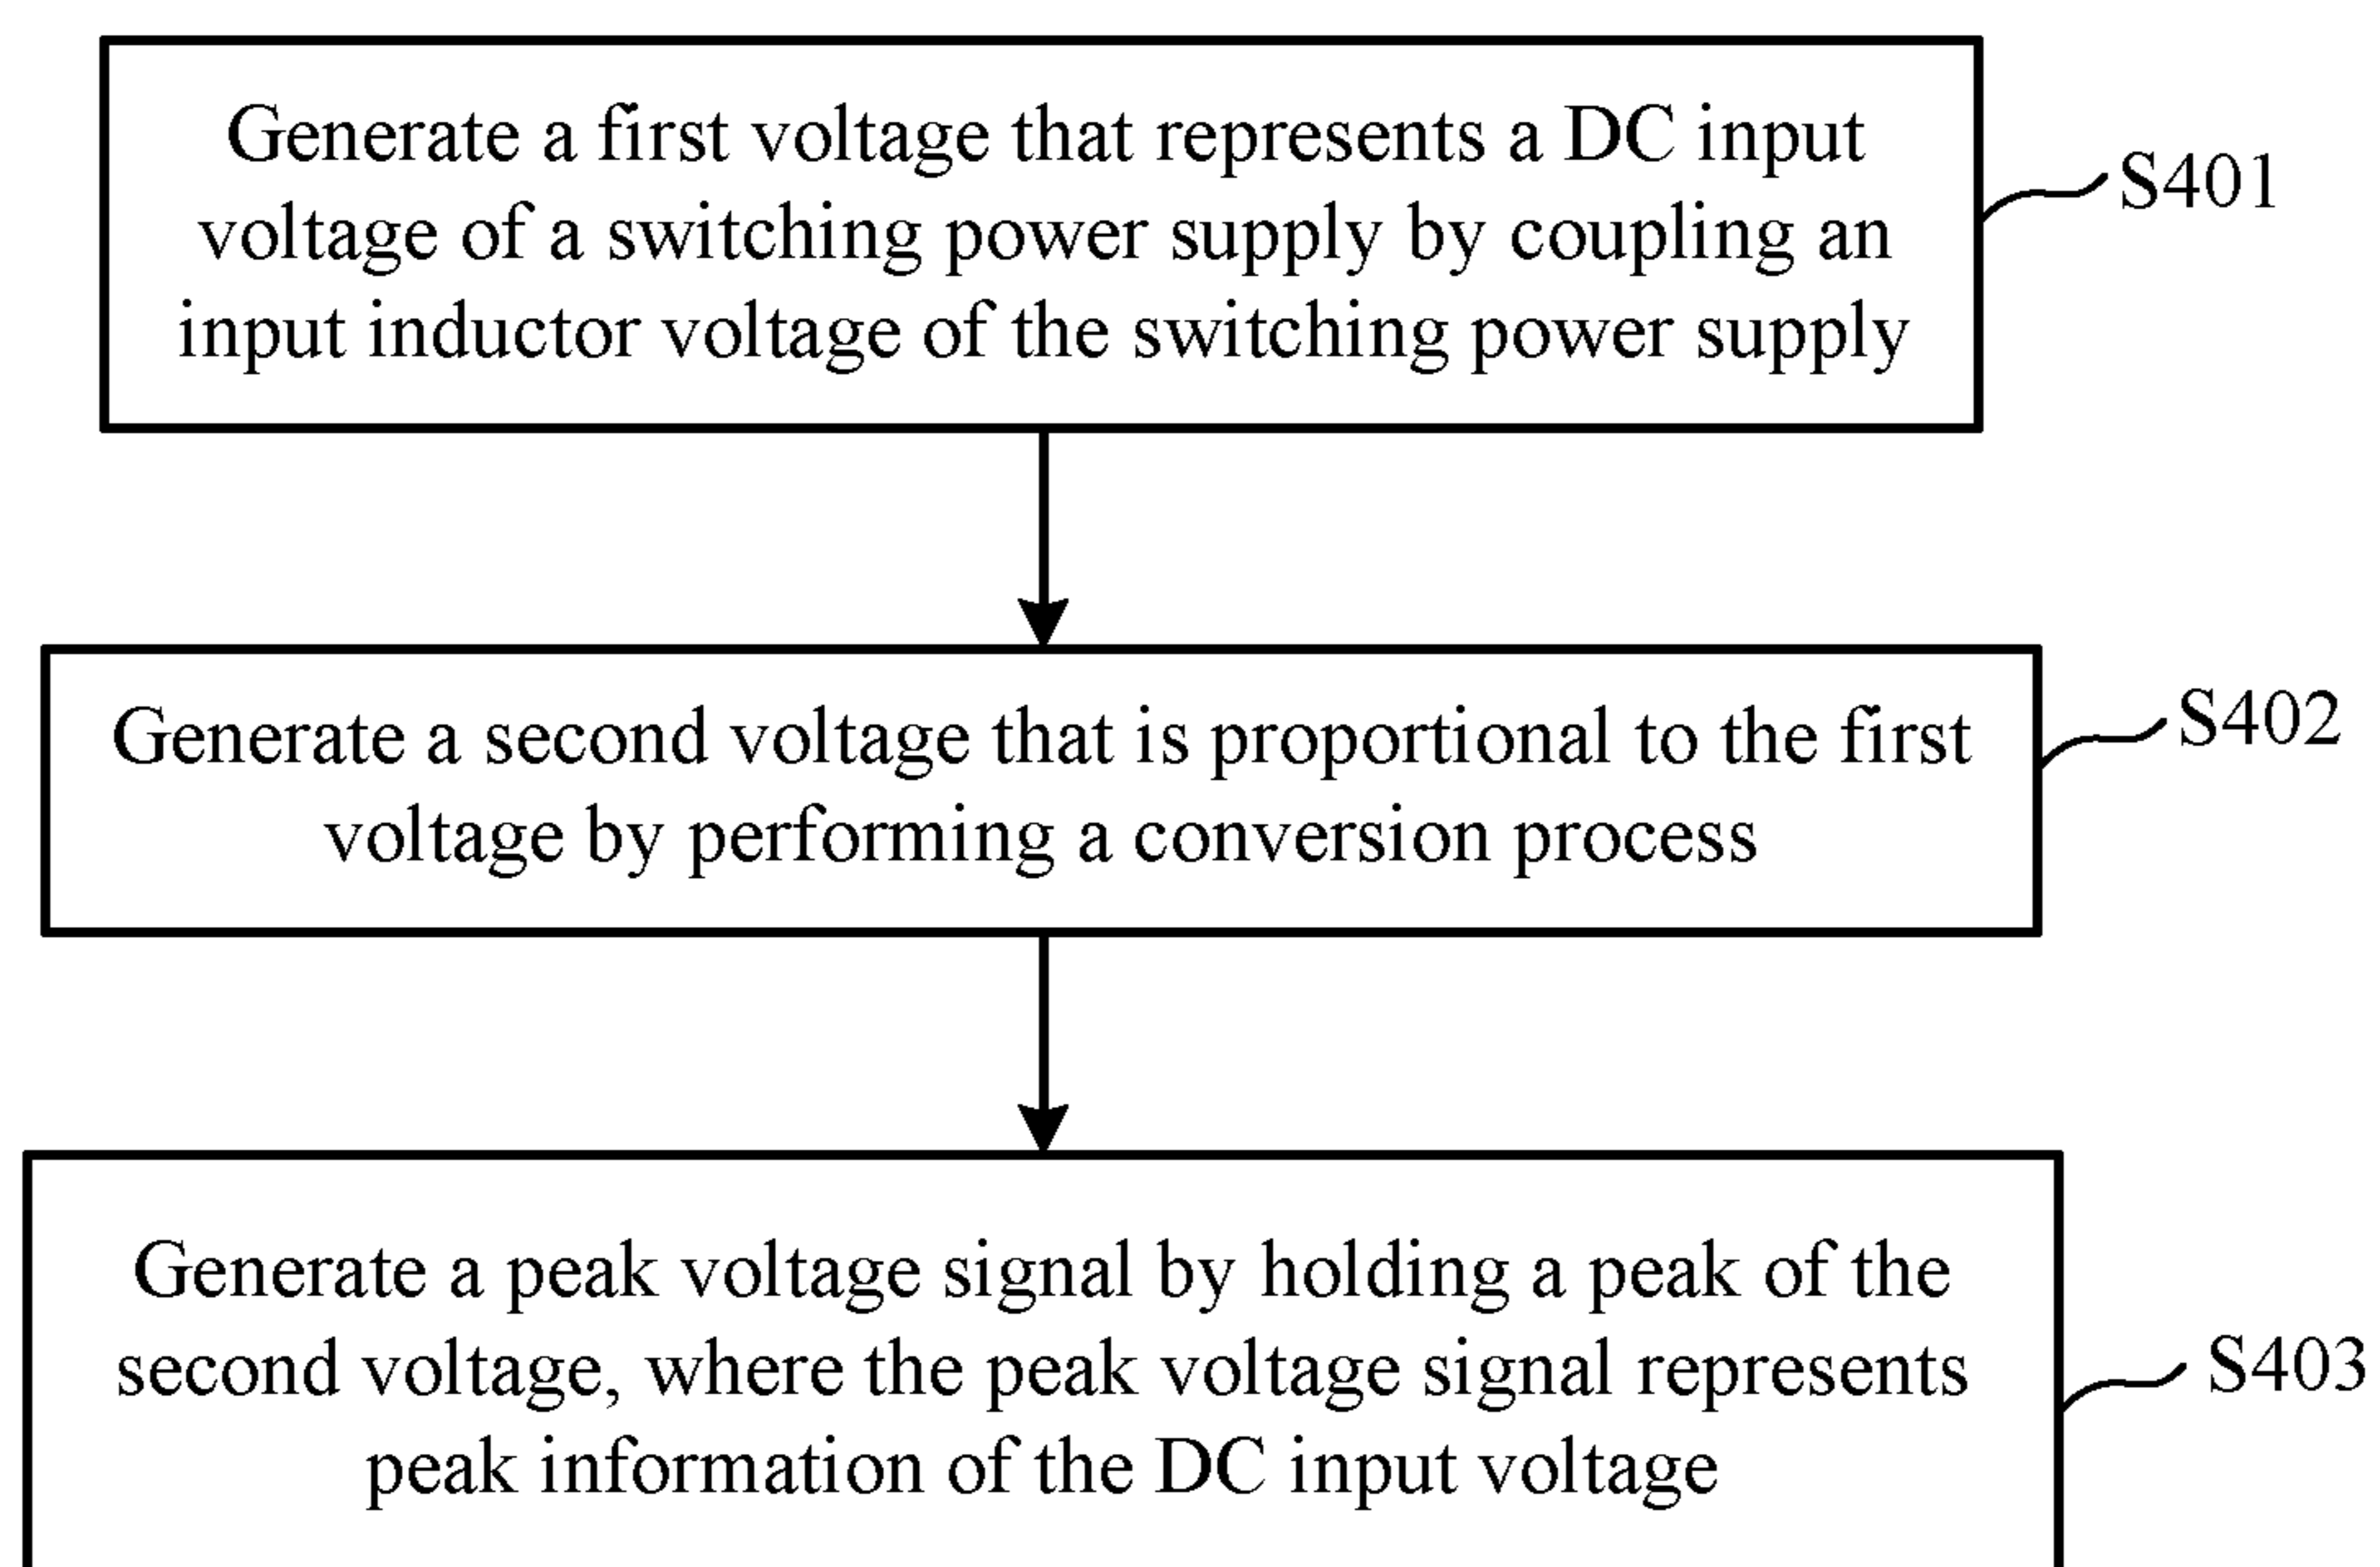 Generate a first voltage that represents a DC input
voltage of a switching power supply by coupling an
input inductor voltage of the switching power supply
S401
Generate a second voltage that is proportional to the first
voltage by performing a conversion process
S402
Generate a peak voltage signal by holding a peak of the
second voltage, where the peak voltage signal represents
peak information of the DC input voltage
S403